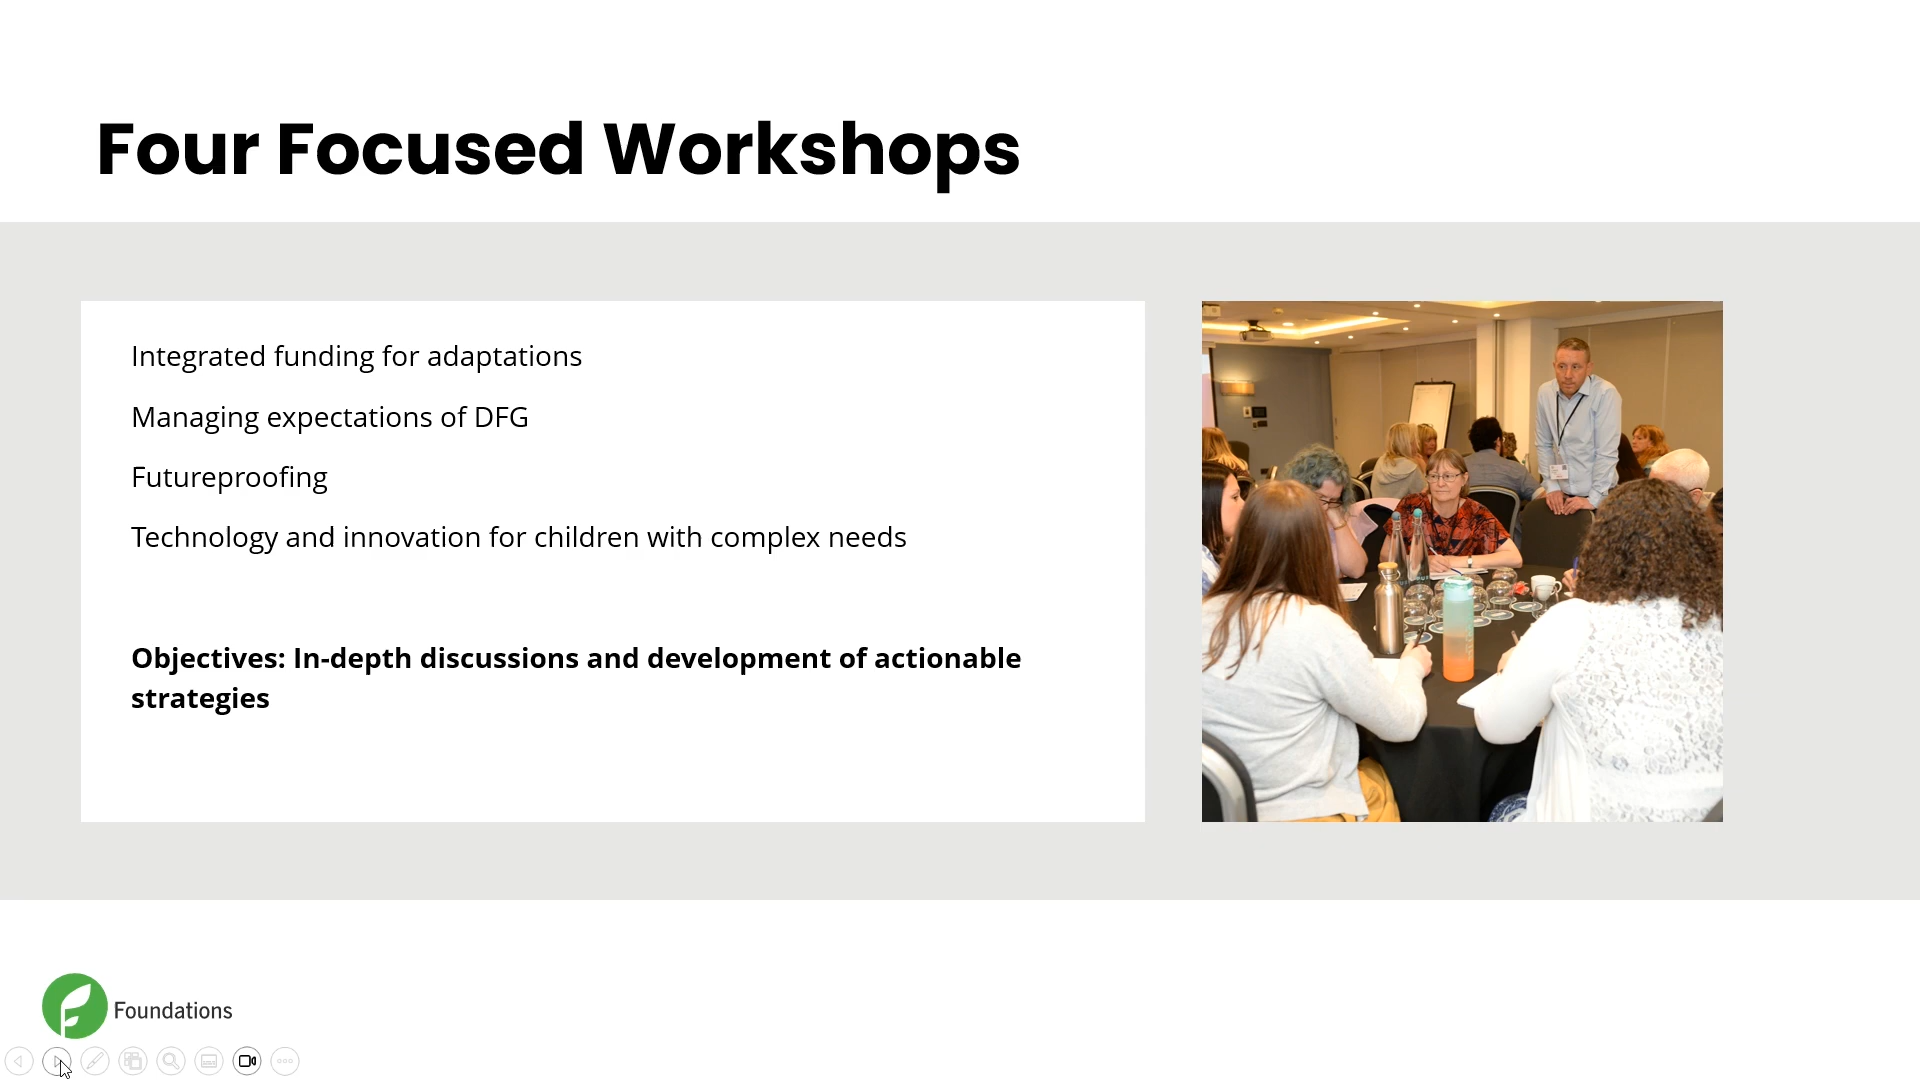 Four Focused Workshops
Integrated funding for adaptations
Managing expectations of DFG
Futureproofing
Technology and innovation for children with complex needs
Objectives: In-depth discussions and development of actionable
strategies
Foundations